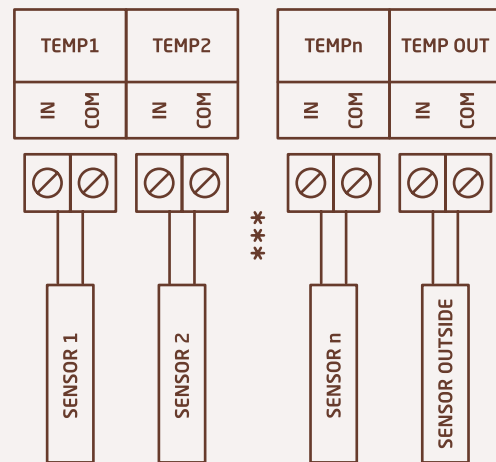 TEMP1 TEMP2 TEMPn TEMP OUT
IN COM IN COM IN COM IN COM
***
SENSOR 1
SENSOR 2
SENSOR n
SENSOR OUTSIDE